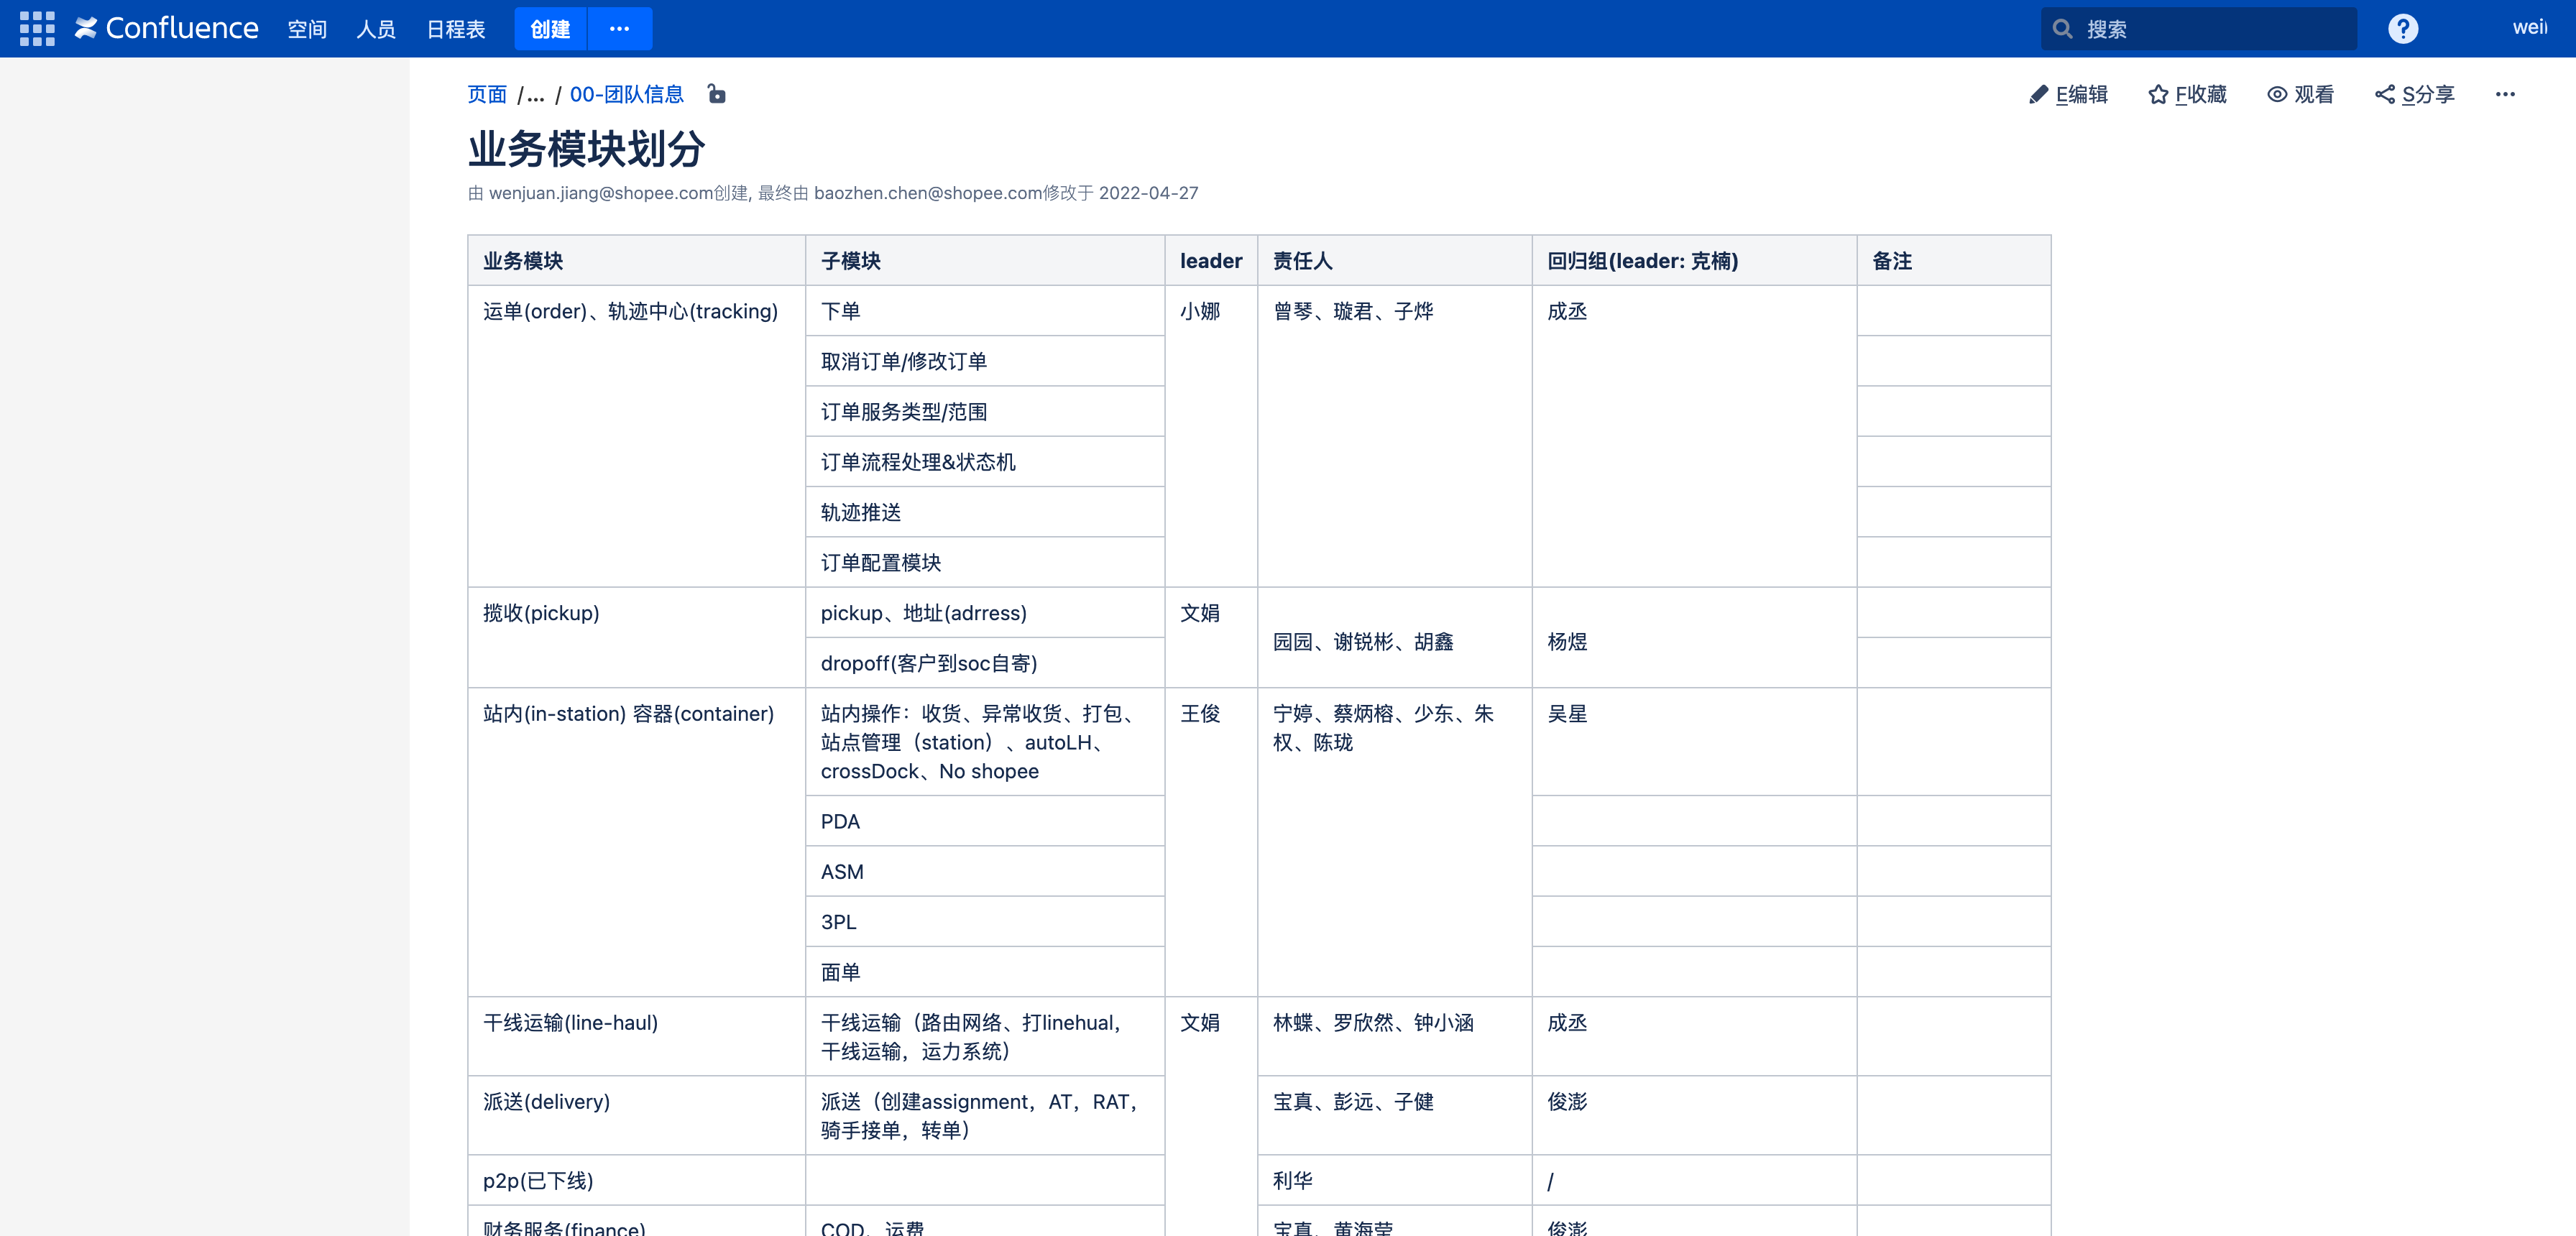 Confluence 空间 人员 日程表 创建 ··· 搜索 weil
页面 /... / 00-团队信息 E编辑 F收藏 观看 S分享 ···
业务模块划分
由 wenjuan.jiang@shopee.com创建, 最终由 baozhen.chen@shopee.com修改于 2022-04-27
业务模块 子模块 leader 责任人 回归组(leader: 克楠) 备注
运单(order)、轨迹中心(tracking) 下单 小娜 曾琴、璇君、子烨 成丞
取消订单/修改订单
订单服务类型/范围
订单流程处理&状态机
轨迹推送
订单配置模块
揽收(pickup) pickup、地址(adrress) 文娟
园园、谢锐彬、胡鑫 杨煜
dropoff(客户到soc自寄)
站内(in-station) 容器(container) 站内操作：收货、异常收货、打包、 王俊 宁婷、蔡炳榕、少东、朱 吴星
站点管理（station）、autoLH、 权、陈珑
crossDock、No shopee
PDA
ASM
3PL
面单
干线运输(line-haul) 干线运输（路由网络、打linehual， 文娟 林蝶、罗欣然、钟小涵 成丞
干线运输，运力系统）
派送(delivery) 派送（创建assignment，AT，RAT， 宝真、彭远、子健 俊澎
骑手接单，转单）
p2p(已下线) 利华 /
财务服务(finance) COD、运费 宝真、黄海莹 俊澎